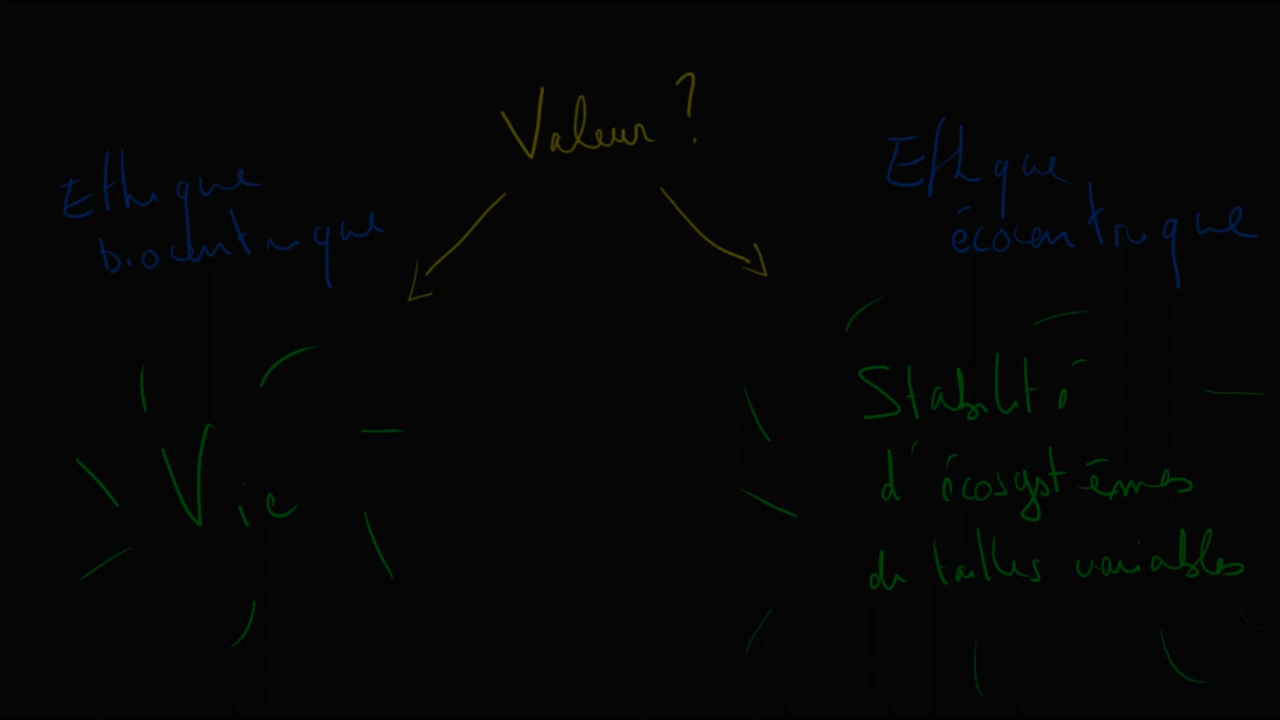 Valeur ?
Ethique
biocentrique
Ethique
écocentrique
Vie
Stabilité
d'écosystèmes
de tailles variables